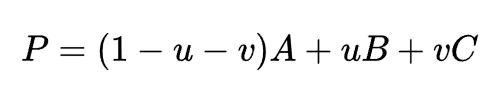 P = (1 − u − v)A + uB + vC